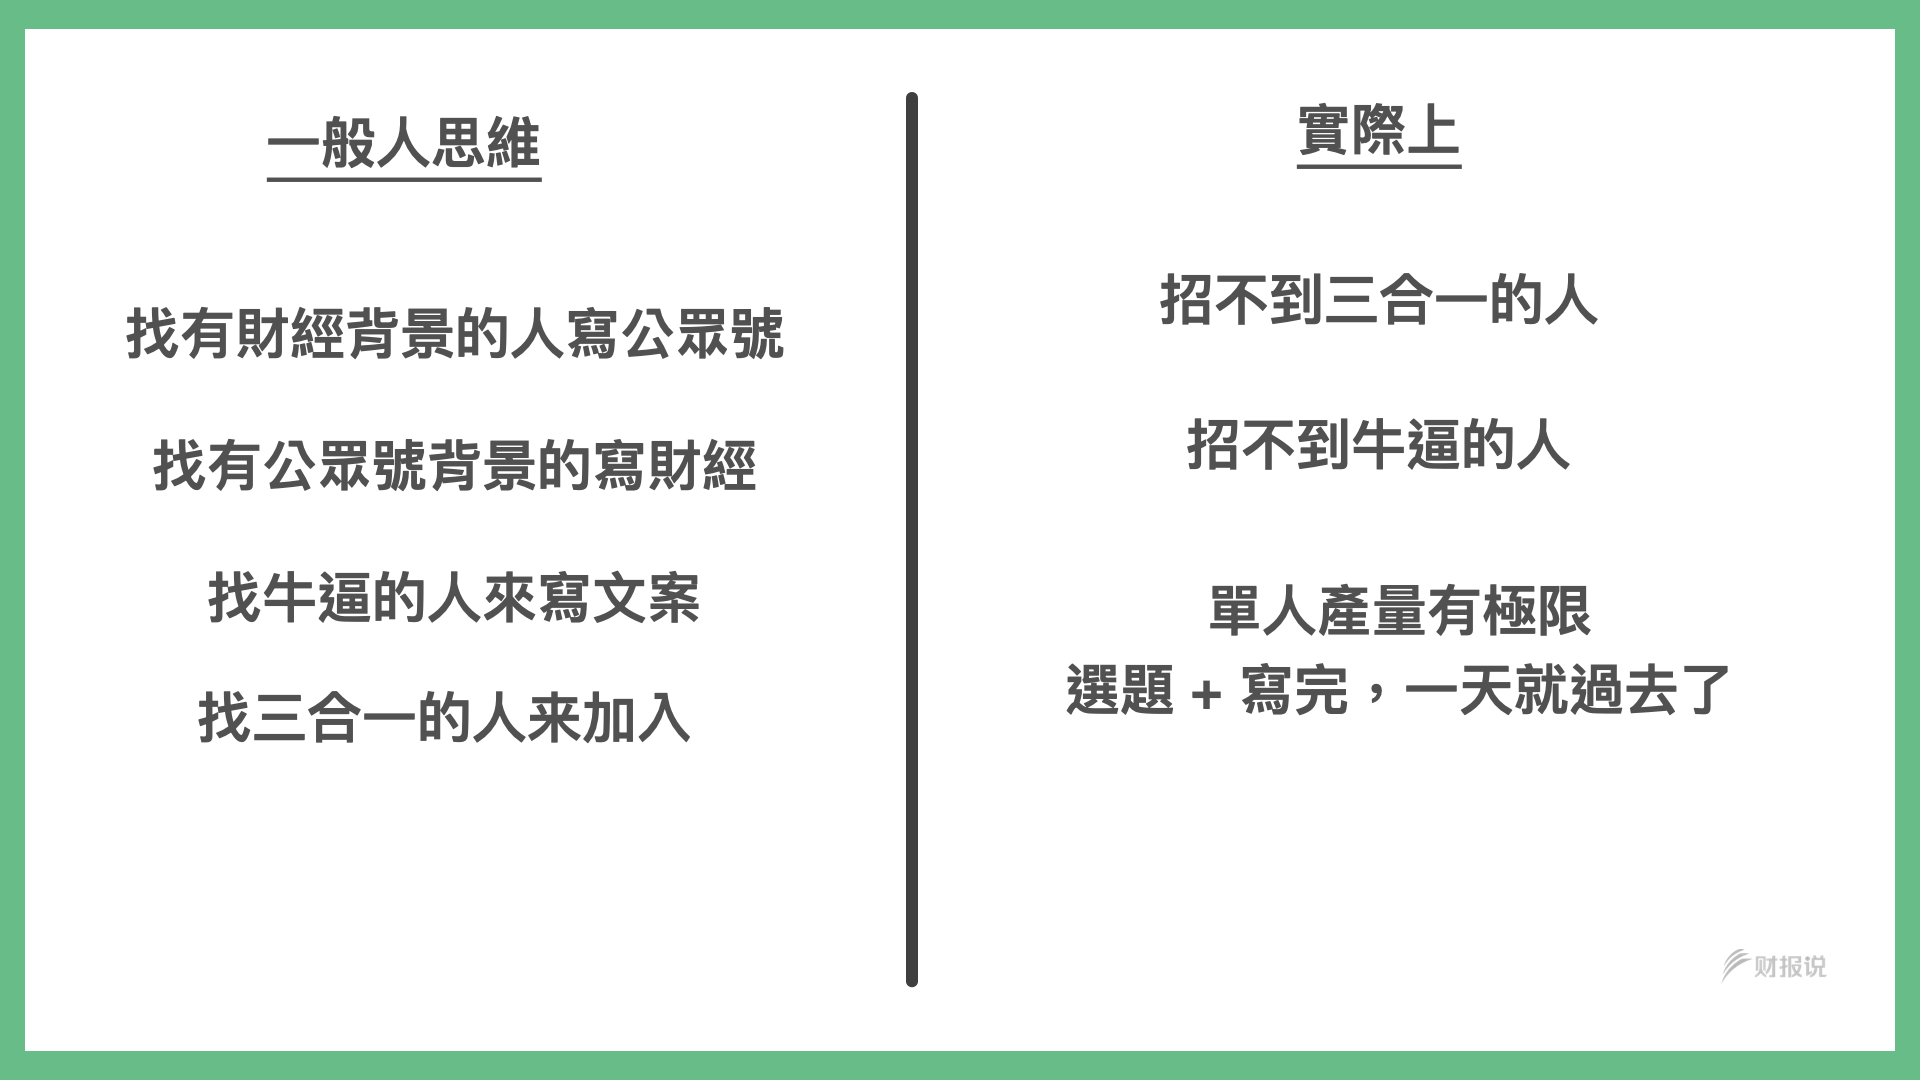 一般人思維
找有財經背景的人寫公眾號
找有公眾號背景的寫財經
找牛逼的人來寫文案
找三合一的人来加入
實際上
招不到三合一的人
招不到牛逼的人
單人產量有極限
選題 + 寫完，一天就過去了
财报说